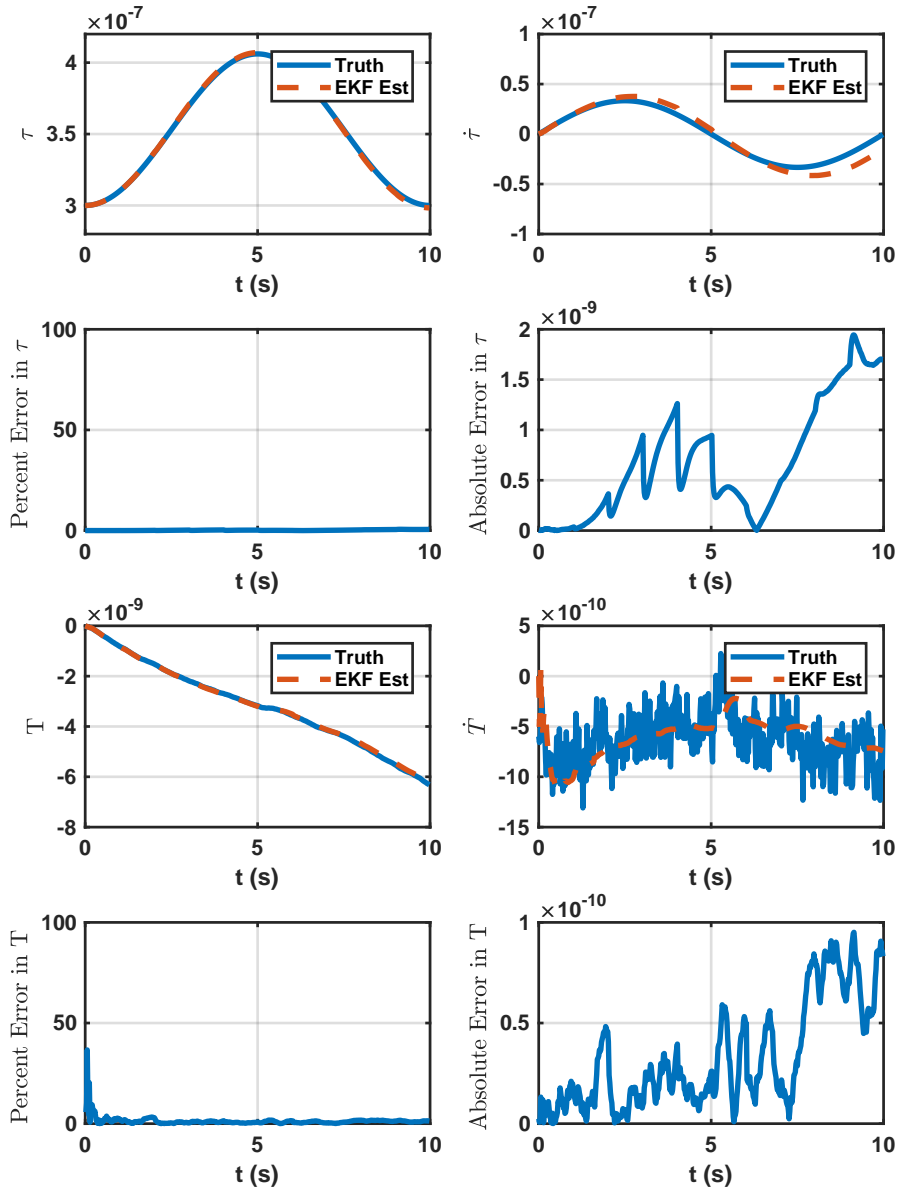 ×10⁻⁷
4
3.5
3
τ
0 5 10
t (s)
Truth
EKF Est
×10⁻⁷
1
0.5
0
-0.5
-1
τ̇
0 5 10
t (s)
Truth
EKF Est
100
50
0
Percent Error in τ
0 5 10
t (s)
×10⁻⁹
2
1.5
1
0.5
0
Absolute Error in τ
0 5 10
t (s)
×10⁻⁹
0
-2
-4
-6
-8
T
0 5 10
t (s)
Truth
EKF Est
×10⁻¹⁰
5
0
-5
-10
-15
Ṫ
0 5 10
t (s)
Truth
EKF Est
100
50
0
Percent Error in T
0 5 10
t (s)
×10⁻¹⁰
1
0.5
0
Absolute Error in T
0 5 10
t (s)